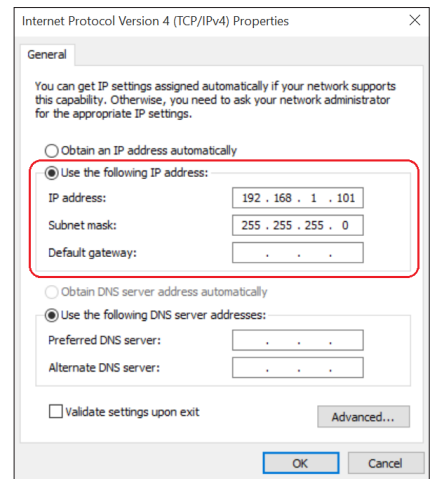 Internet Protocol Version 4 (TCP/IPv4) Properties
General
You can get IP settings assigned automatically if your network supports
this capability. Otherwise, you need to ask your network administrator
for the appropriate IP settings.
Obtain an IP address automatically
Use the following IP address:
IP address: 192 . 168 . 1 . 101
Subnet mask: 255 . 255 . 255 . 0
Default gateway: . . .
Obtain DNS server address automatically
Use the following DNS server addresses:
Preferred DNS server: . . .
Alternate DNS server: . . .
Validate settings upon exit
Advanced...
OK Cancel